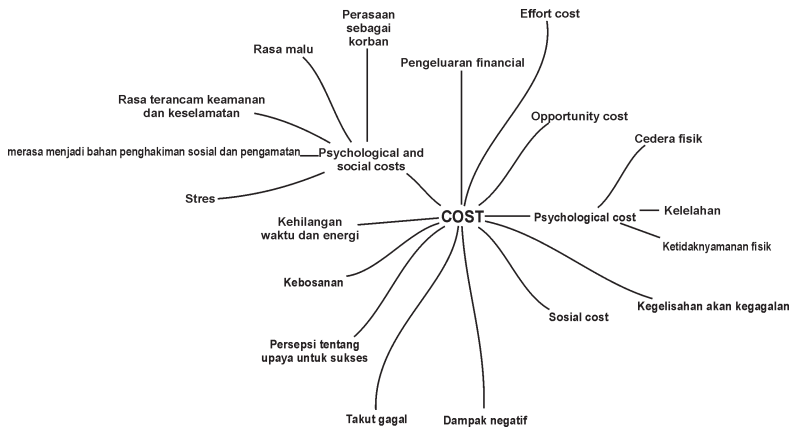 Perasaan
sebagai
korban
Effort cost
Rasa malu
Pengeluaran financial
Rasa terancam keamanan
dan keselamatan
Opportunity cost
Cedera fisik
merasa menjadi bahan penghakiman sosial dan pengamatan
Psychological and
social costs
Stres
Kehilangan
waktu dan energi
COST
Psychological cost
Kelelahan
Ketidaknyamanan fisik
Kebosanan
Kegelisahan akan kegagalan
Sosial cost
Persepsi tentang
upaya untuk sukses
Takut gagal
Dampak negatif